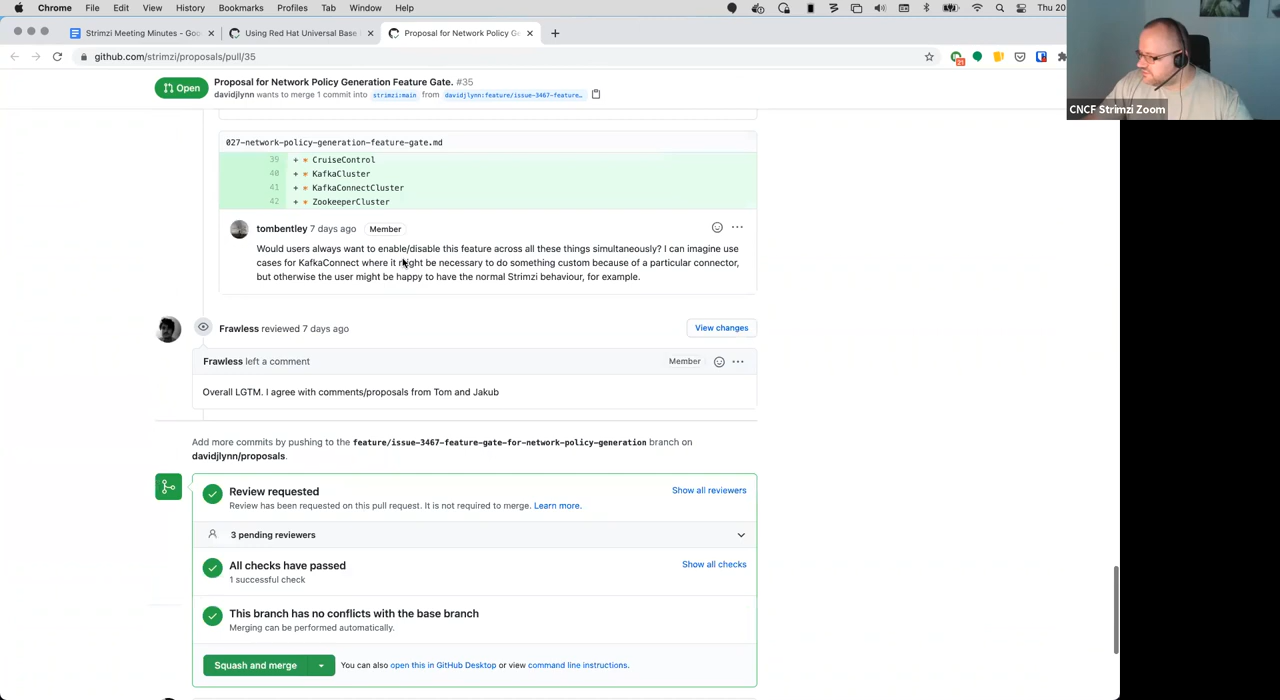 Chrome File Edit View History Bookmarks Profiles Tab Window Help Thu 20
Strimzi Meeting Minutes - Goo
Using Red Hat Universal Base
Proposal for Network Policy G
github.com/strimzi/proposals/pull/35
21
Open
Proposal for Network Policy Generation Feature Gate. #35
davidjlynn wants to merge 1 commit into strimzi:main from davidjlynn:feature/issue-3467-feature…
CNCF Strimzi Zoom
027-network-policy-generation-feature-gate.md
39 + * CruiseControl
40 + * KafkaCluster
41 + * KafkaConnectCluster
42 + * ZookeeperCluster
tombentley 7 days ago Member
Would users always want to enable/disable this feature across all these things simultaneously? I can imagine use
cases for KafkaConnect where it might be necessary to do something custom because of a particular connector,
but otherwise the user might be happy to have the normal Strimzi behaviour, for example.
Frawless reviewed 7 days ago
View changes
Frawless left a comment
Member
Overall LGTM. I agree with comments/proposals from Tom and Jakub
Add more commits by pushing to the feature/issue-3467-feature-gate-for-network-policy-generation branch on
davidjlynn/proposals.
Review requested
Show all reviewers
Review has been requested on this pull request. It is not required to merge. Learn more.
3 pending reviewers
All checks have passed
Show all checks
1 successful check
This branch has no conflicts with the base branch
Merging can be performed automatically.
Squash and merge
You can also open this in GitHub Desktop or view command line instructions.